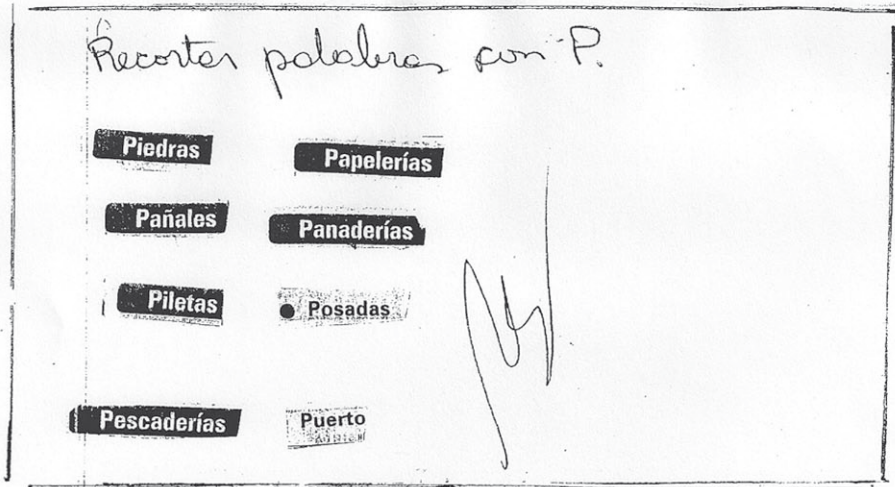 Recortar palabras con P.
Piedras Papelerías
Pañales Panaderías
Piletas Posadas
Pescaderías Puerto